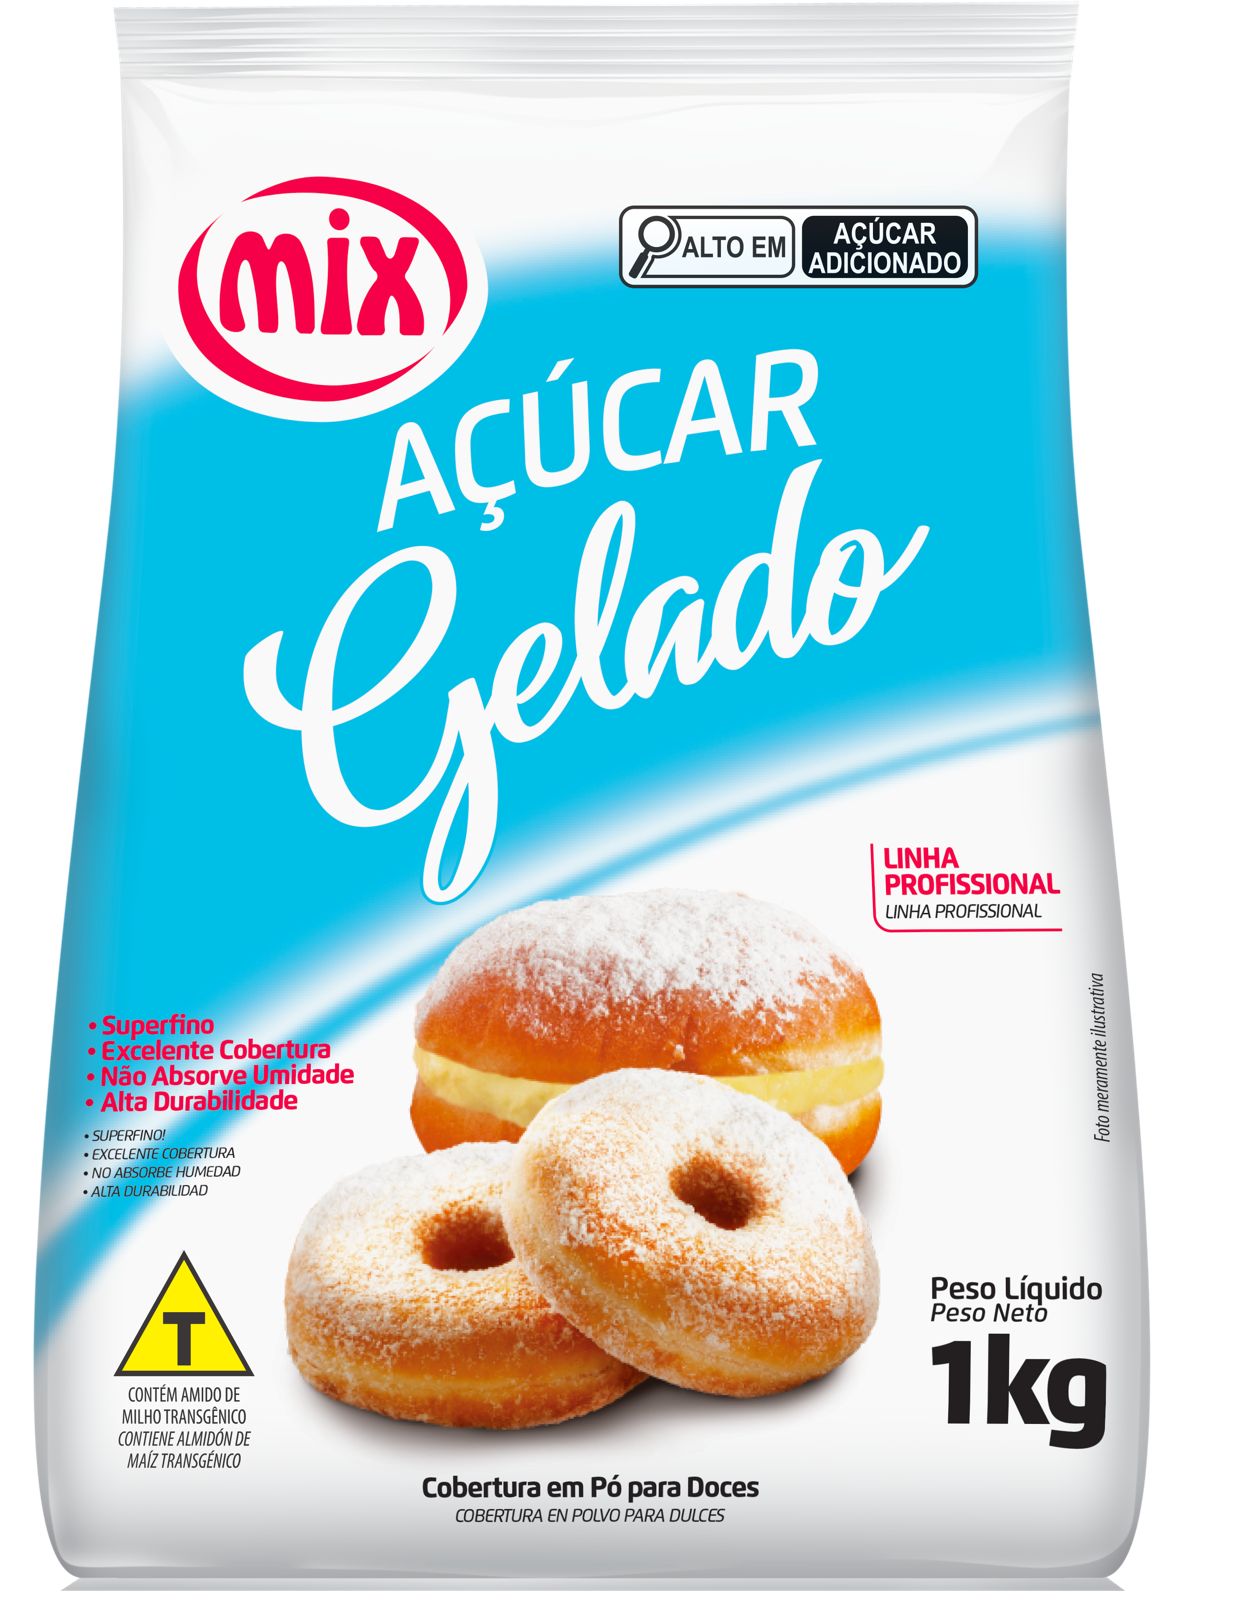 mix
ALTO EM
AÇÚCAR
ADICIONADO
AÇÚCAR
Gelado
LINHA
PROFISSIONAL
LINHA PROFISSIONAL
Foto meramente ilustrativa
• Superfino
• Excelente Cobertura
• Não Absorve Umidade
• Alta Durabilidade
• SUPERFINO!
• EXCELENTE COBERTURA
• NO ABSORBE HUMEDAD
• ALTA DURABILIDAD
T
CONTÉM AMIDO DE
MILHO TRANSGÊNICO
CONTIENE ALMIDÓN DE
MAÍZ TRANSGÉNICO
Peso Líquido
Peso Neto
1kg
Cobertura em Pó para Doces
COBERTURA EN POLVO PARA DULCES